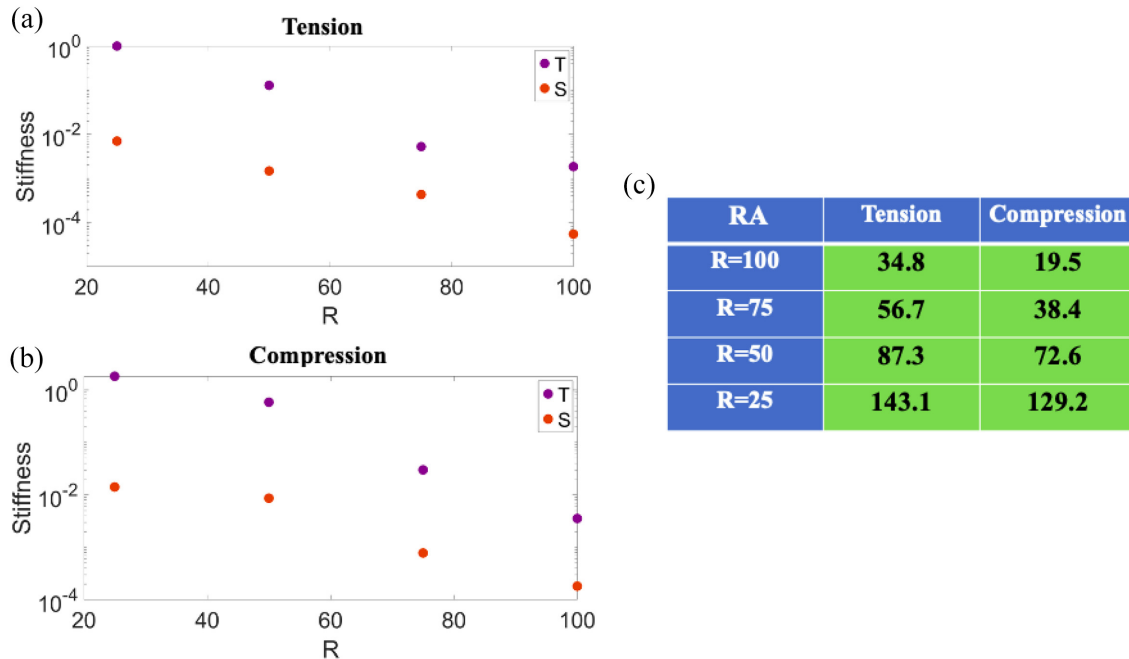 (a)
Tension
10^0
10^-2
10^-4
Stiffness
T
S
20 40 60 80 100
R
(b)
Compression
10^0
10^-2
10^-4
Stiffness
T
S
20 40 60 80 100
R
(c)
RA Tension Compression
R=100 34.8 19.5
R=75 56.7 38.4
R=50 87.3 72.6
R=25 143.1 129.2